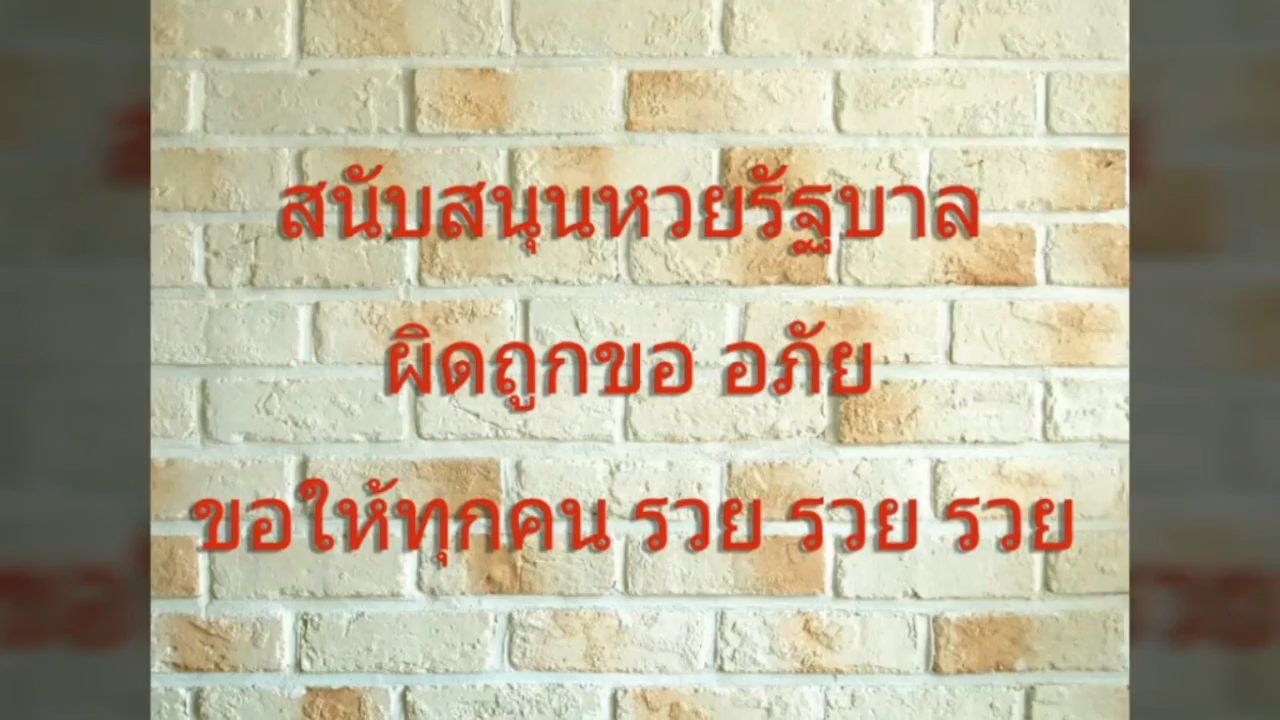 สนับสนุนหวยรัฐบาล
ผิดถูกขอ อภัย
ขอให้ทุกคน รวย รวย รวย